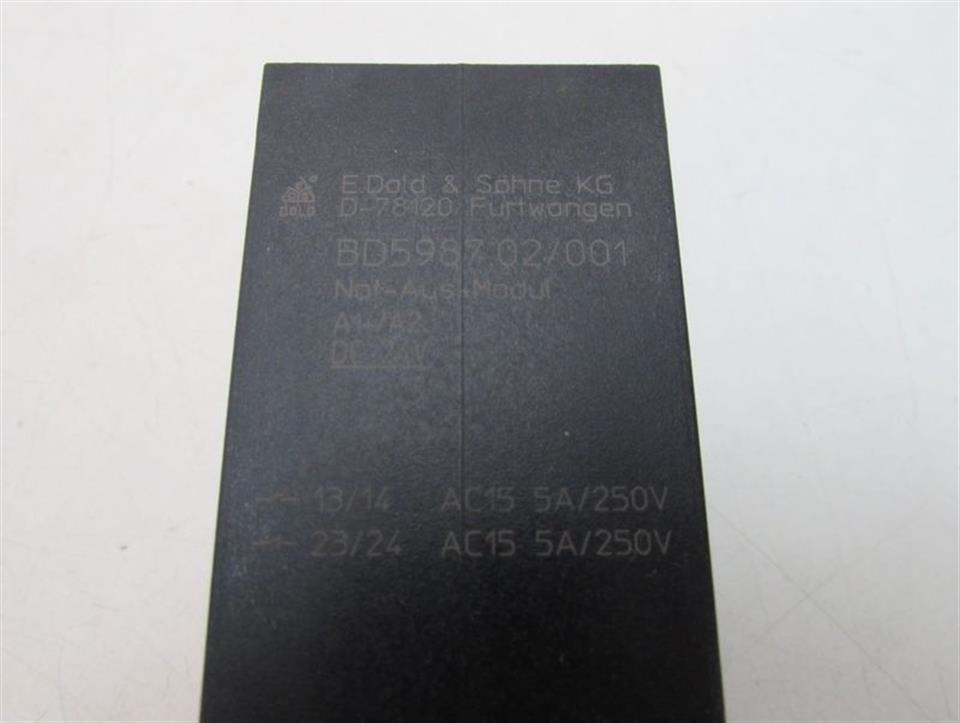 DOLD
E.Dold & Söhne KG
D-78120 Furtwangen
BD5987.02/001
Not-Aus-Modul
A1+/A2
DC 24V
13/14 AC15 5A/250V
23/24 AC15 5A/250V